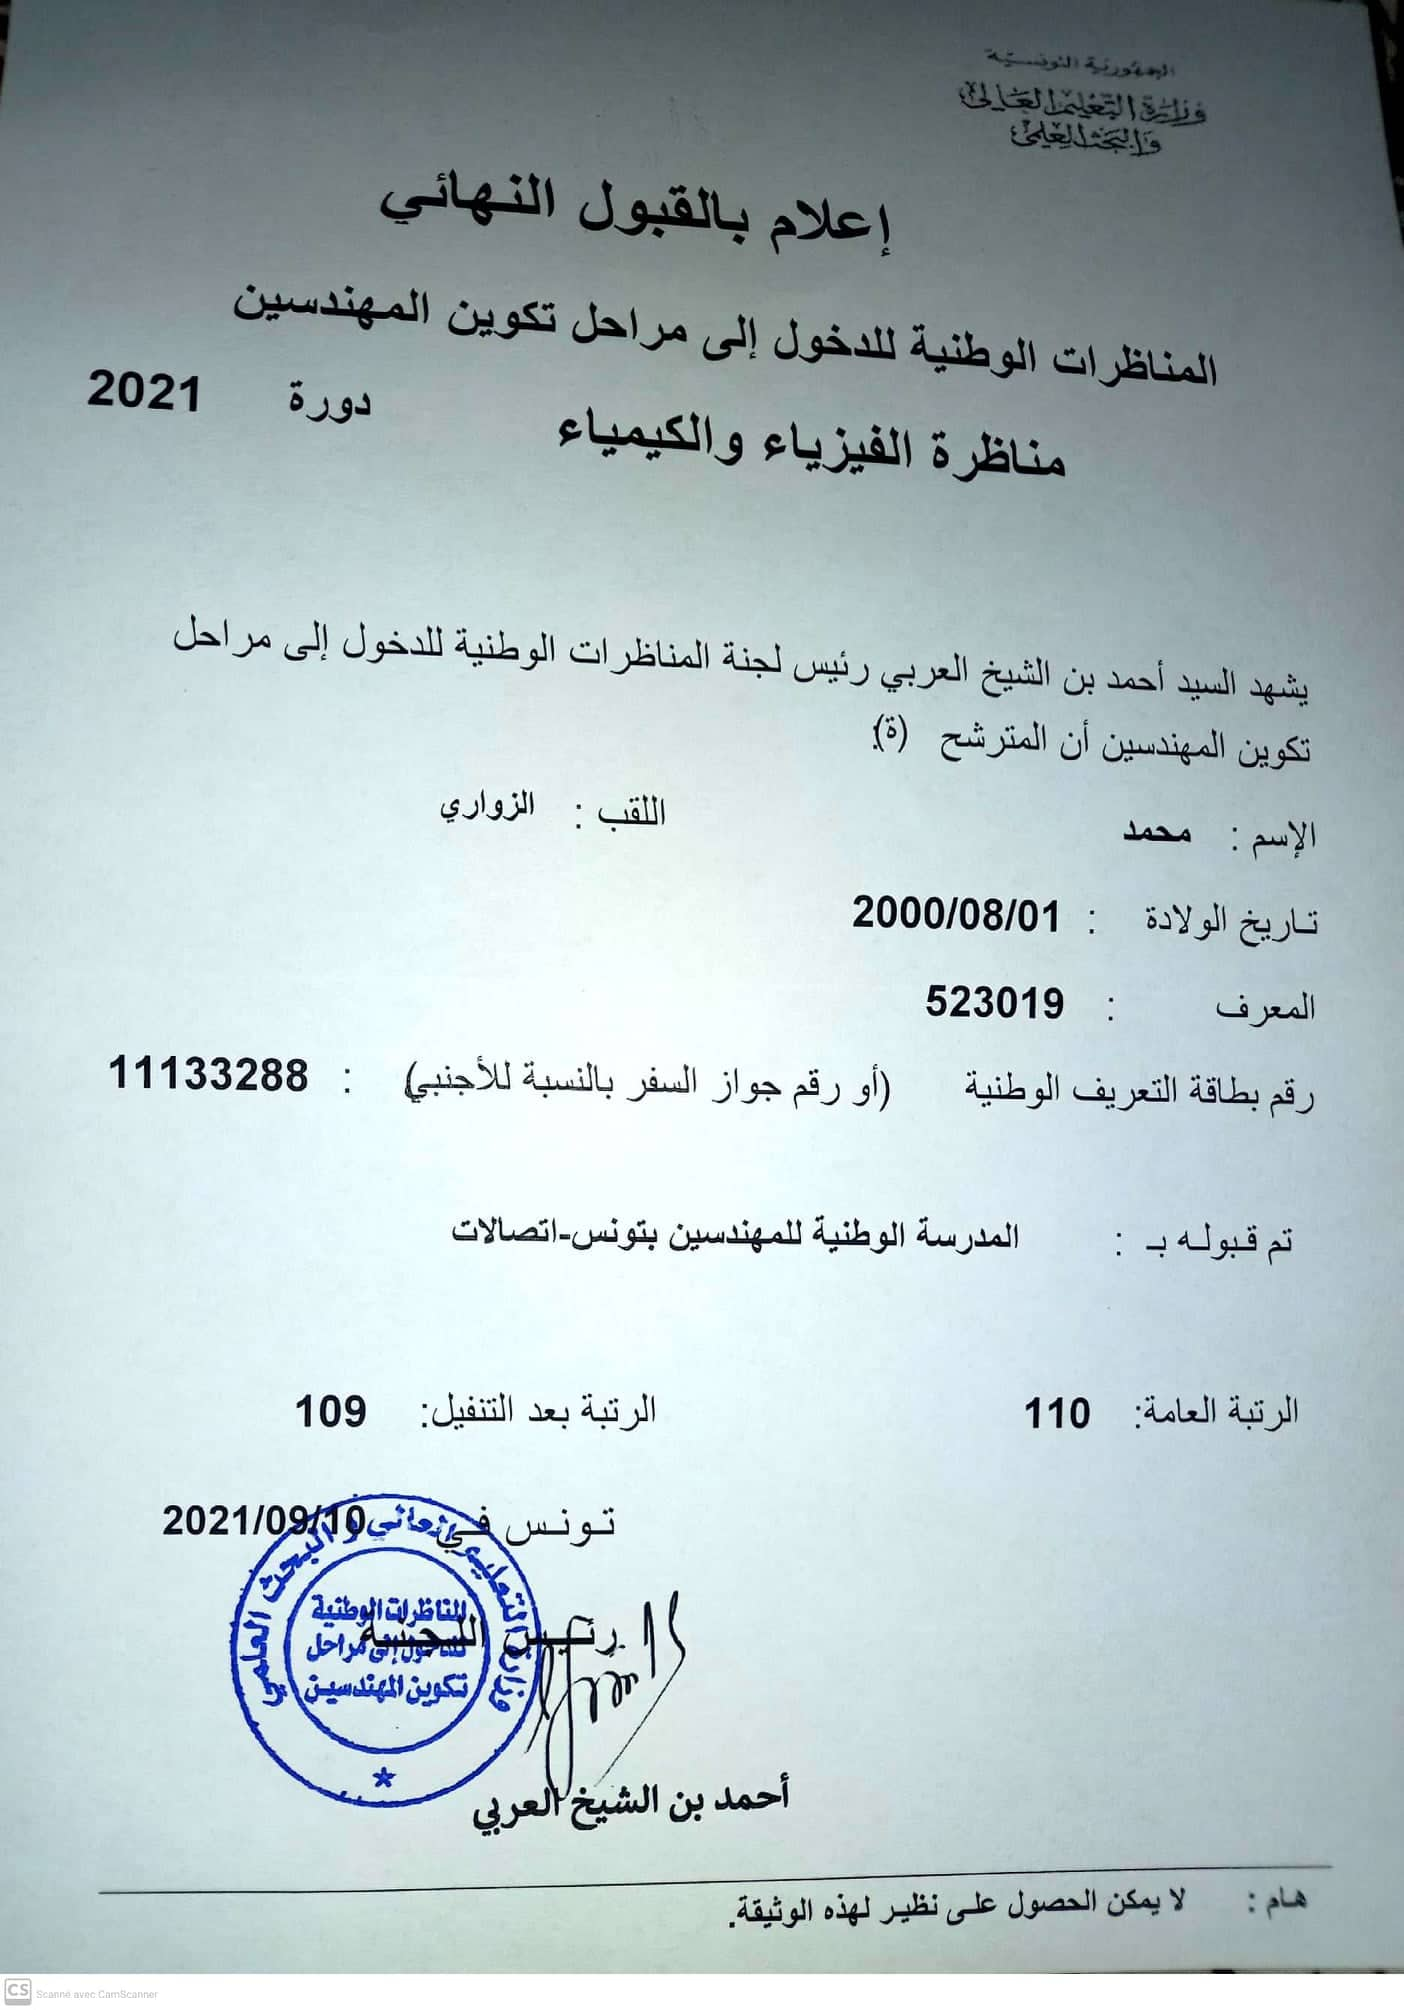 الجمهورية التونسية
وزارة التعليم العالي
والبحث العلمي
إعلام بالقبول النهائي
المناظرات الوطنية للدخول إلى مراحل تكوين المهندسين
مناظرة الفيزياء والكيمياء دورة 2021
يشهد السيد أحمد بن الشيخ العربي رئيس لجنة المناظرات الوطنية للدخول إلى مراحل
تكوين المهندسين أن المترشح (ة):
الإسم : محمد اللقب : الزواري
تاريخ الولادة : 2000/08/01
المعرف : 523019
رقم بطاقة التعريف الوطنية (أو رقم جواز السفر بالنسبة للأجنبي) : 11133288
تم قبوله بـ : المدرسة الوطنية للمهندسين بتونس-اتصالات
الرتبة العامة: 110 الرتبة بعد التنفيل: 109
تونس في 2021/09/10
رئيس اللجنة
وزارة التعليم العالي و البحث العلمي
المناظرات الوطنية
للدخول إلى مراحل
تكوين المهندسين
أحمد بن الشيخ العربي
هام : لا يمكن الحصول على نظير لهذه الوثيقة.
CS Scanné avec CamScanner